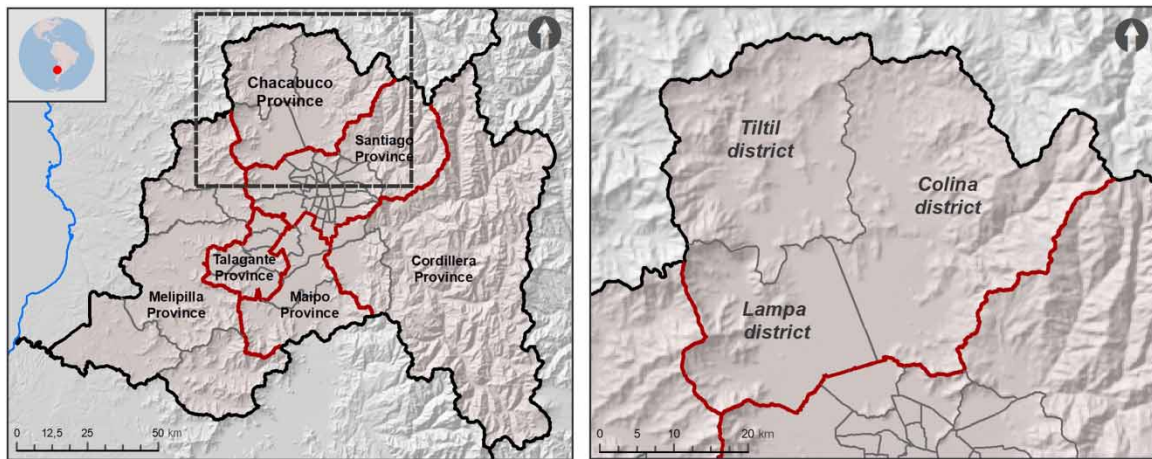 Chacabuco
Province
Santiago
Province
Talagante
Province
Cordillera
Province
Melipilla
Province
Maipo
Province
0 12,5 25 50 km
Tiltil
district
Colina
district
Lampa
district
0 5 10 20 km